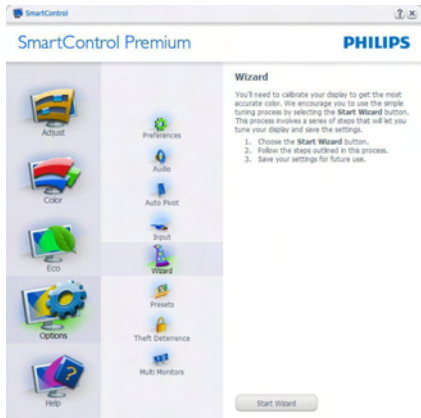 SmartControl
SmartControl Premium
PHILIPS
Adjust
Color
Eco
Options
Help
Preferences
Audio
Auto Pivot
Input
Wizard
Presets
Theft Deterrence
Multi Monitors
Wizard
You'll need to calibrate your display to get the most
accurate color. We encourage you to use the simple
tuning process by selecting the Start Wizard button.
This process involves a series of steps that will let you
tune your display and save the settings.
1. Choose the Start Wizard button.
2. Follow the steps outlined in this process.
3. Save your settings for future use.
Start Wizard